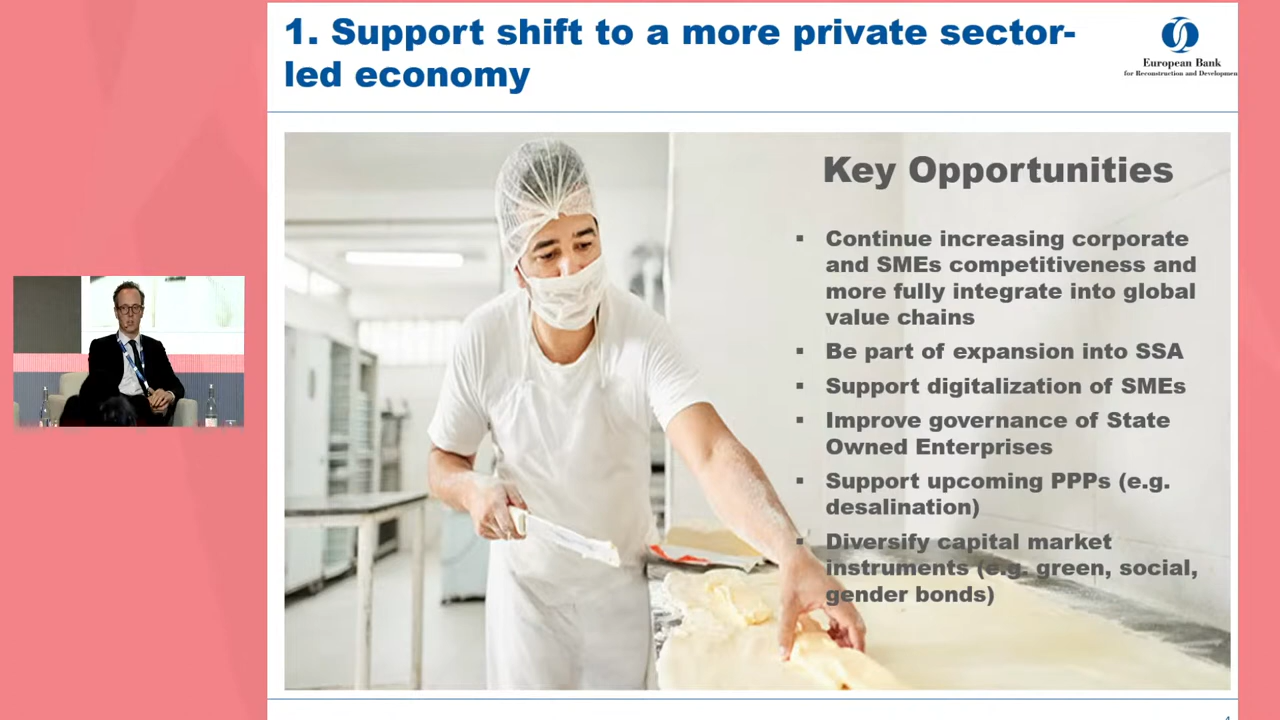 1. Support shift to a more private sector-
led economy
European Bank
for Reconstruction and Developmen
Key Opportunities
▪ Continue increasing corporate
and SMEs competitiveness and
more fully integrate into global
value chains
▪ Be part of expansion into SSA
▪ Support digitalization of SMEs
▪ Improve governance of State
Owned Enterprises
▪ Support upcoming PPPs (e.g.
desalination)
▪ Diversify capital market
instruments (e.g. green, social,
gender bonds)